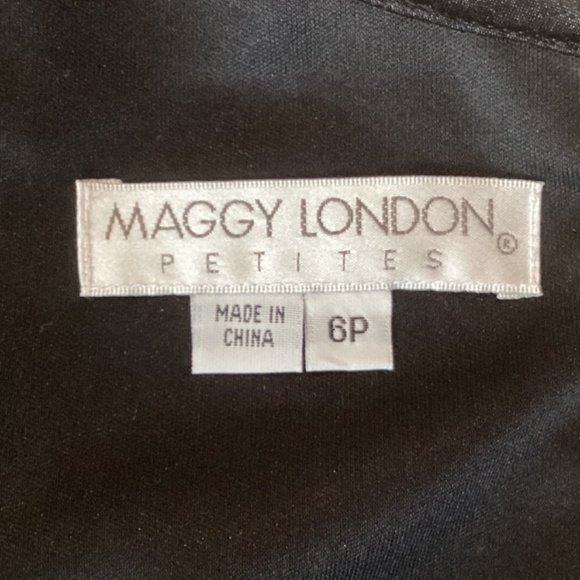 MAGGY LONDON®
PETITES
MADE IN
CHINA
6P